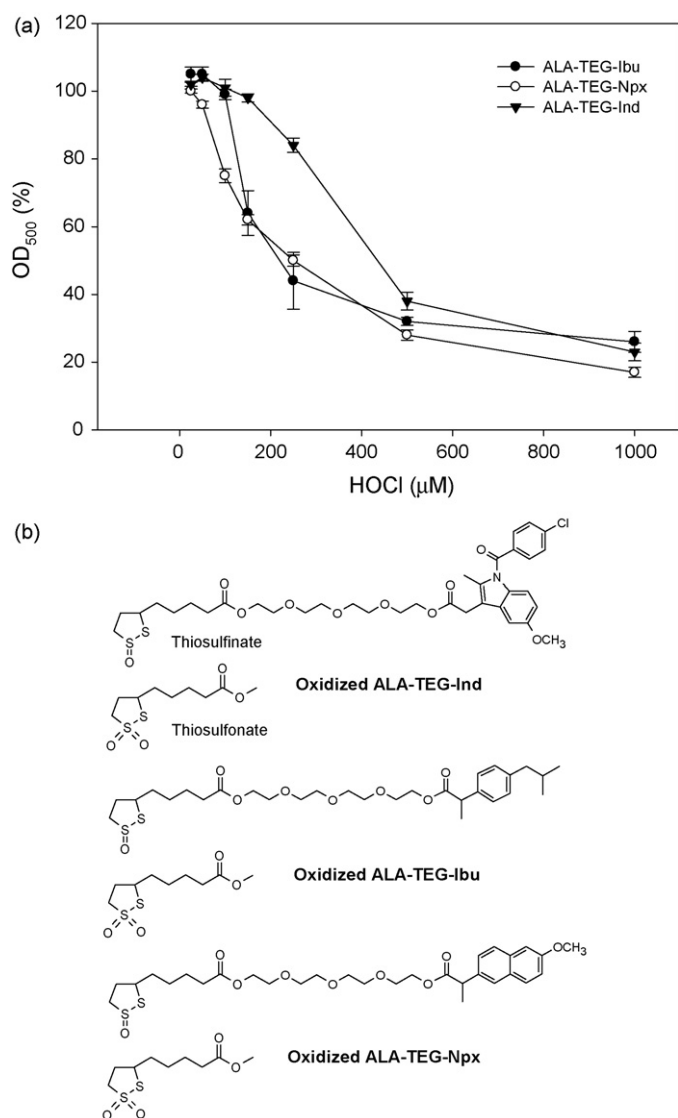 (a)
120
100
80
60
40
20
0
OD500 (%)
ALA-TEG-Ibu
ALA-TEG-Npx
ALA-TEG-Ind
0 200 400 600 800 1000
HOCl (μM)
(b)
Cl
O
N
O
O O O O O O
S
S
O
OCH3
Thiosulfinate
Oxidized ALA-TEG-Ind
O
O
S
S
O O
Thiosulfonate
O O
O O O O O
S
S
O
Oxidized ALA-TEG-Ibu
O
O
S
S
O O
O O
O O O O O
OCH3
S
S
O
Oxidized ALA-TEG-Npx
O
O
S
S
O O